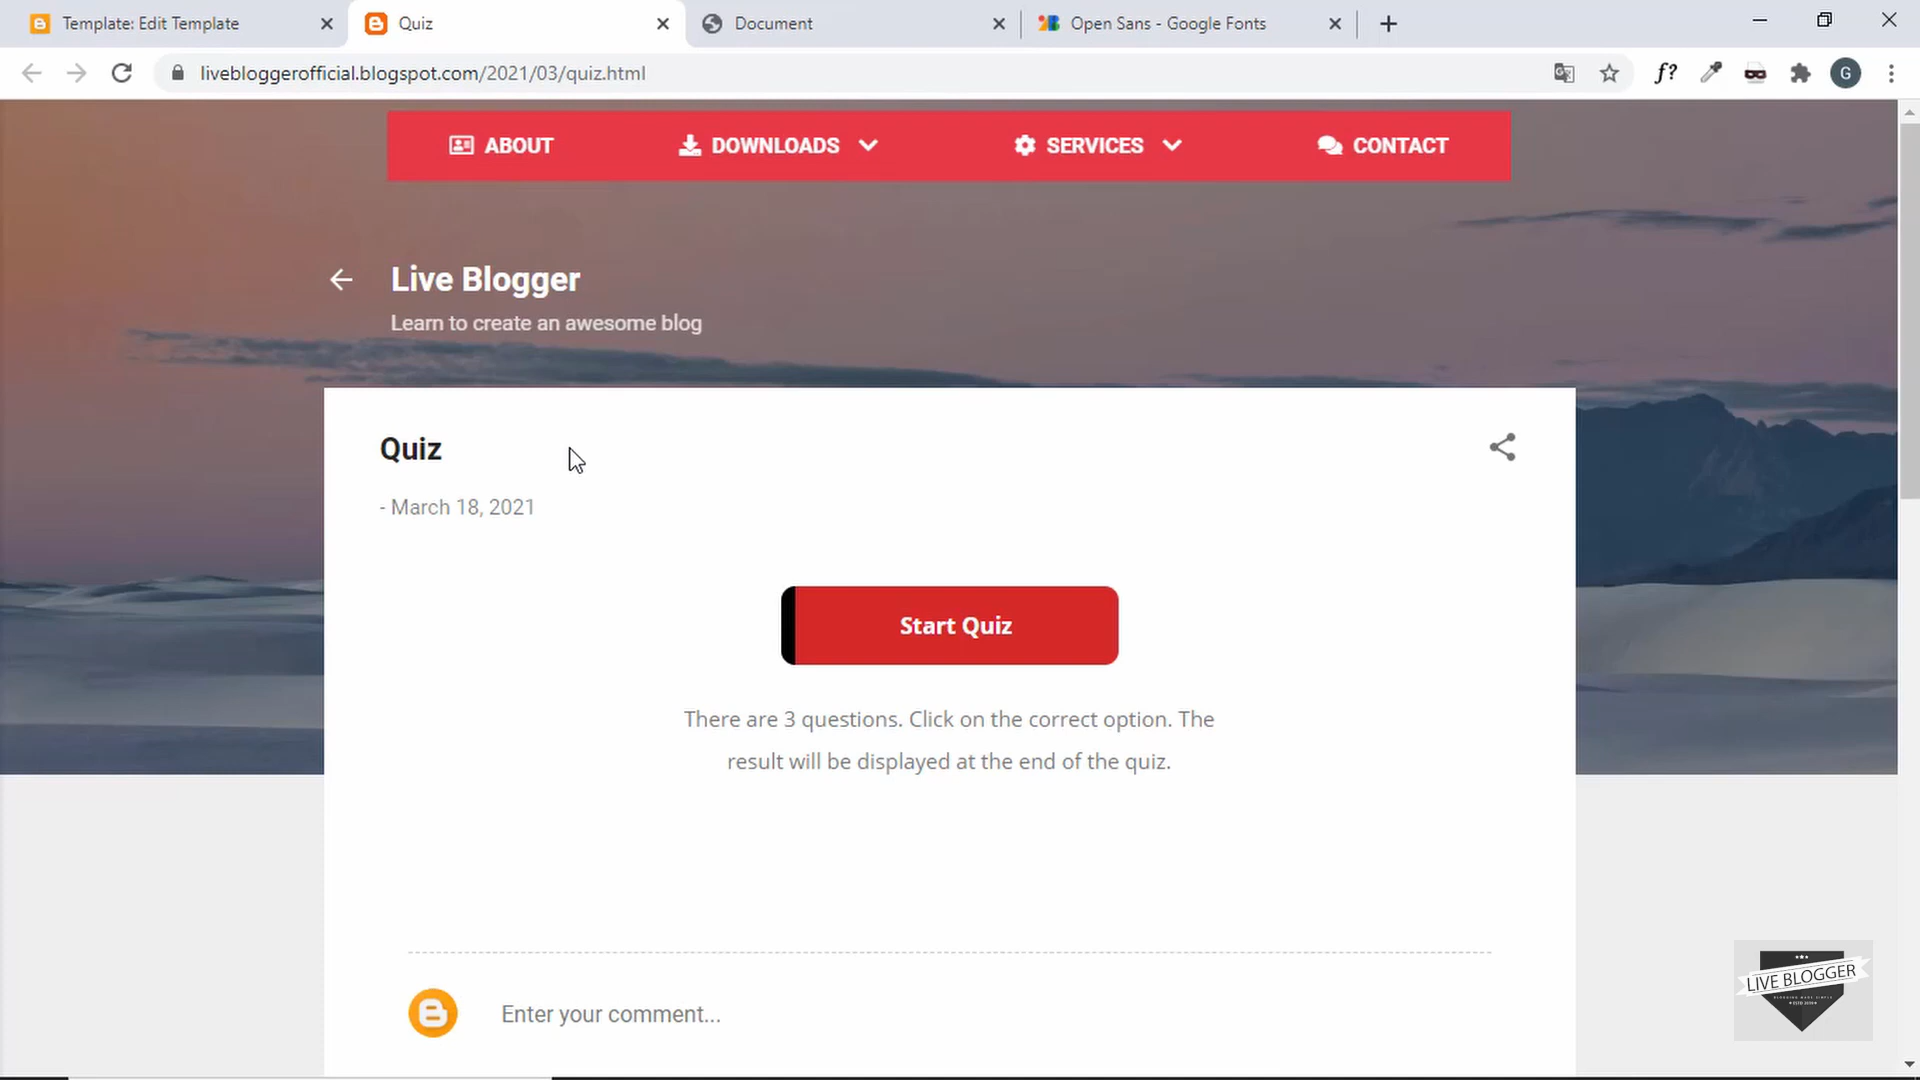 Template: Edit Template
Quiz
Document
Open Sans - Google Fonts
livebloggerofficial.blogspot.com/2021/03/quiz.html
f?
G
ABOUT
DOWNLOADS
SERVICES
CONTACT
Live Blogger
Learn to create an awesome blog
Quiz
- March 18, 2021
Start Quiz
There are 3 questions. Click on the correct option. The
result will be displayed at the end of the quiz.
Enter your comment...
LIVE BLOGGER